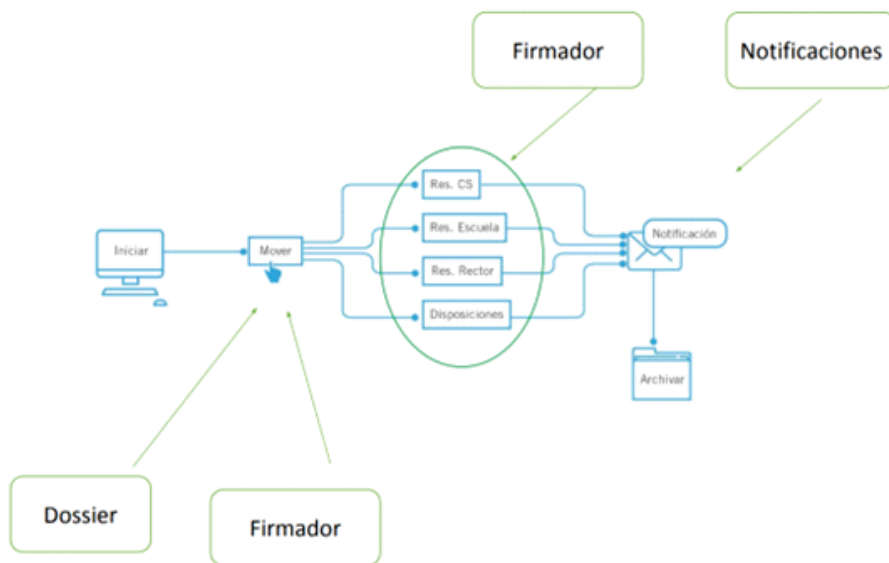 Firmador
Notificaciones
Res. CS
Res. Escuela
Notificación
Iniciar
Mover
Res. Rector
Disposiciones
Archivar
Dossier
Firmador